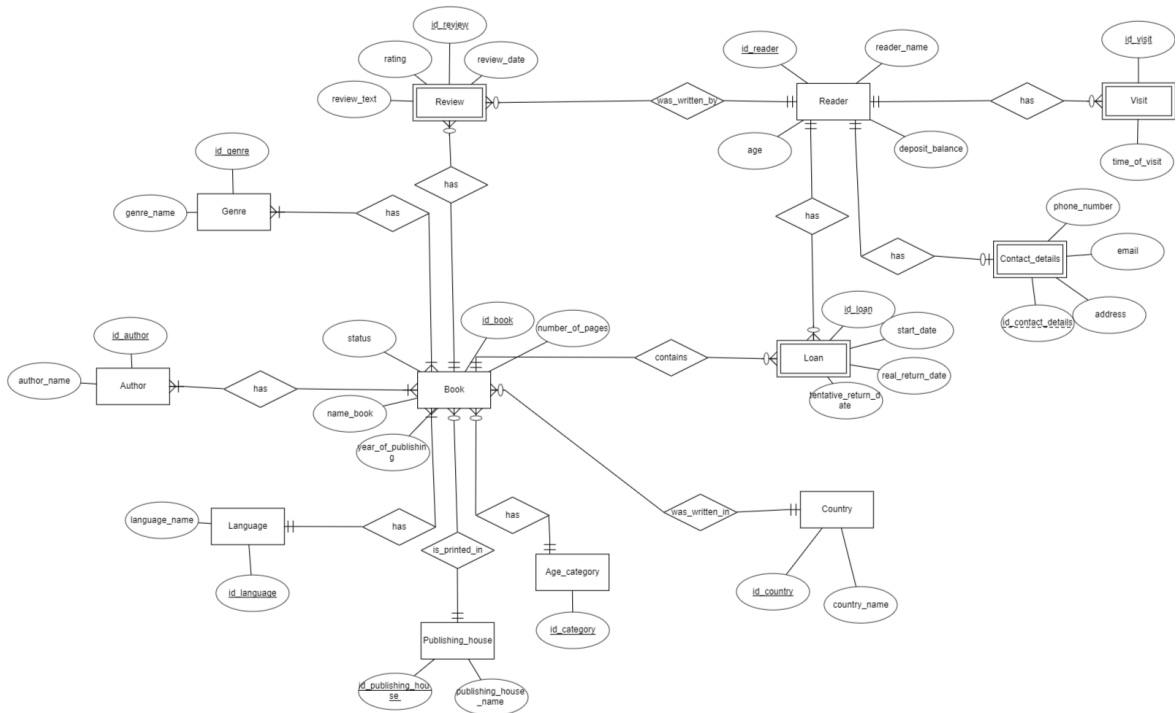 id_review
rating
review_date
review_text
Review
was_written_by
id_reader
reader_name
Reader
age
deposit_balance
has
id_visit
Visit
time_of_visit
id_genre
genre_name
Genre
has
has
has
phone_number
email
has
Contact_details
id_contact_details
address
id_author
author_name
Author
has
status
id_book
number_of_pages
Book
name_book
year_of_publishin
g
contains
id_loan
start_date
Loan
real_return_date
tentative_return_d
ate
language_name
Language
has
id_language
is_printed_in
has
Age_category
id_category
was_written_in
Country
id_country
country_name
Publishing_house
id_publishing_hou
se
publishing_house
_name